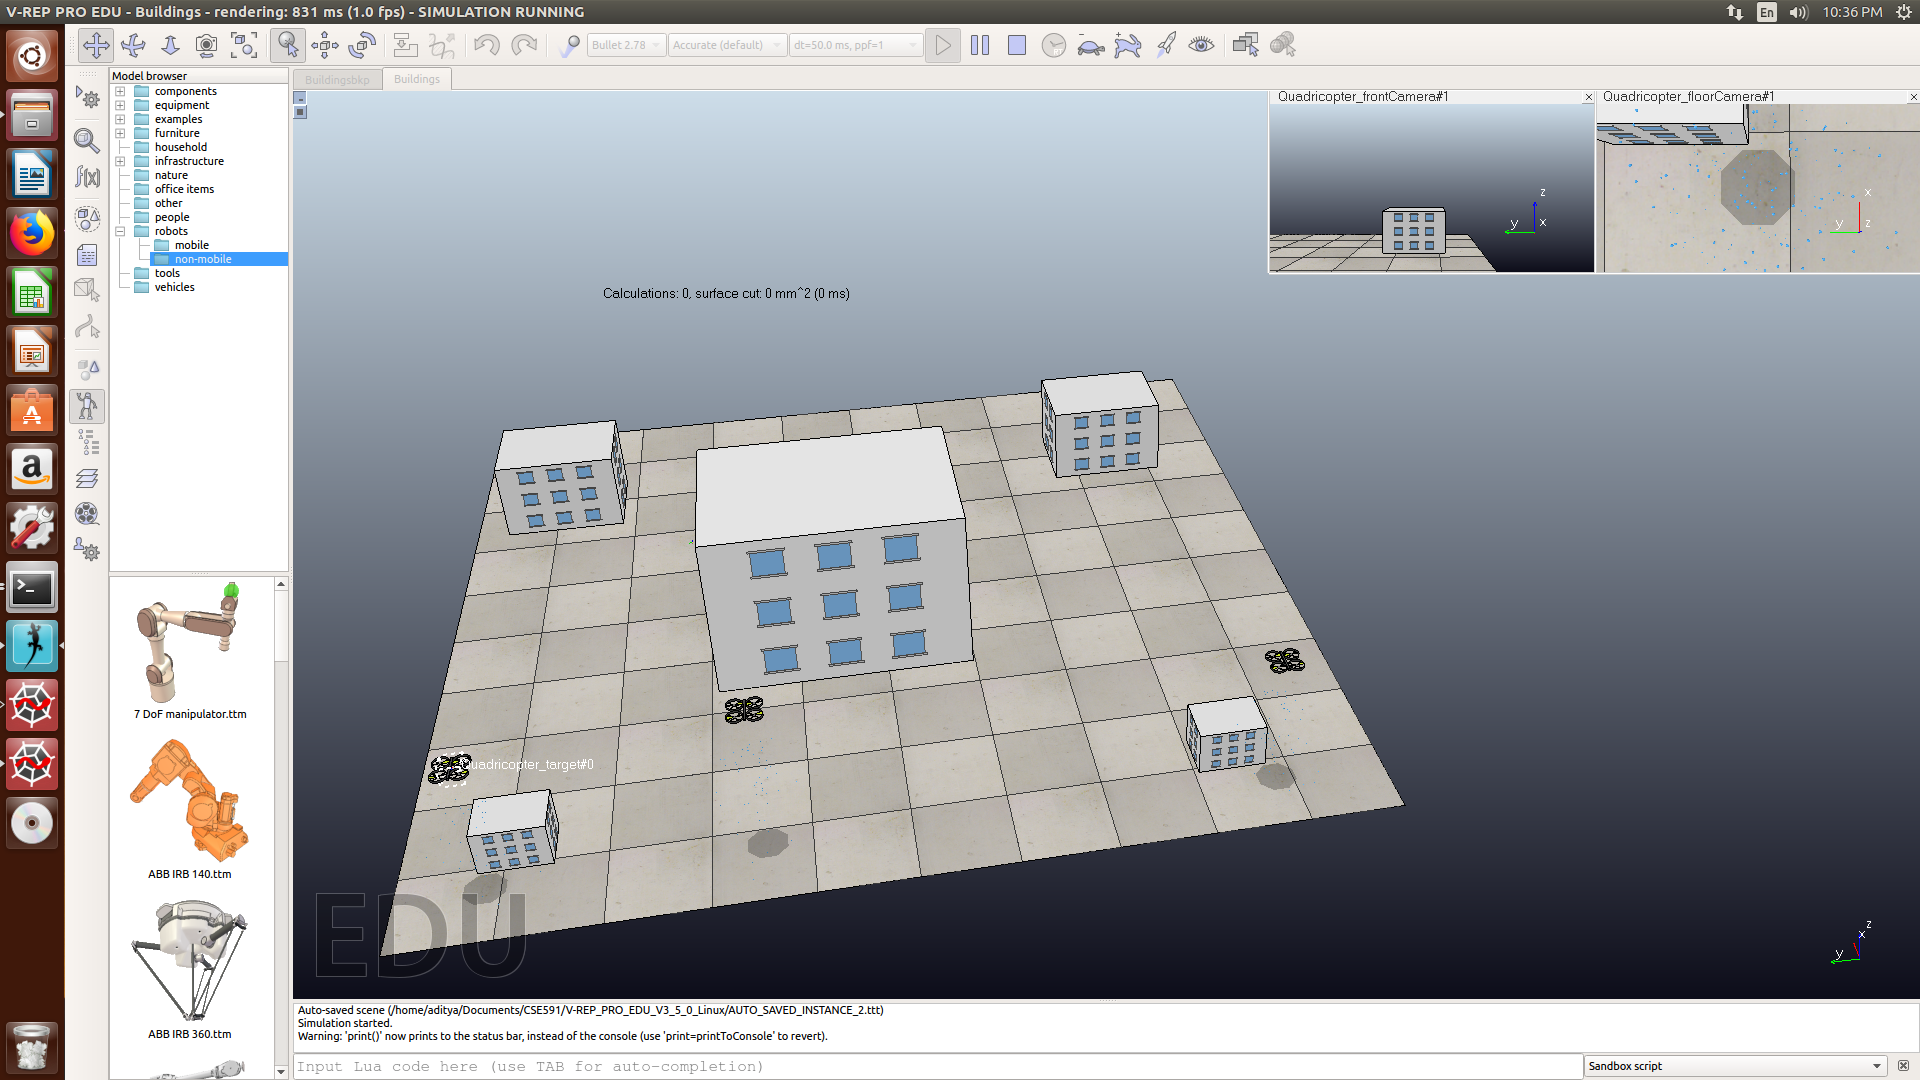 V-REP PRO EDU - Buildings - rendering: 831 ms (1.0 fps) - SIMULATION RUNNING
En
10:36 PM
Bullet 2.78
Accurate (default)
dt=50.0 ms, ppf=1
Model browser
components
equipment
examples
furniture
household
infrastructure
nature
office items
other
people
robots
mobile
non-mobile
tools
vehicles
7 DoF manipulator.ttm
ABB IRB 140.ttm
ABB IRB 360.ttm
Buildingsbkp
Buildings
Quadricopter_frontCamera#1
z
y
x
Quadricopter_floorCamera#1
x
y
z
Calculations: 0, surface cut: 0 mm^2 (0 ms)
Quadricopter_target#0
EDU
z
x
y
Auto-saved scene (/home/aditya/Documents/CSE591/V-REP_PRO_EDU_V3_5_0_Linux/AUTO_SAVED_INSTANCE_2.ttt)
Simulation started.
Warning: 'print()' now prints to the status bar, instead of the console (use 'print=printToConsole' to revert).
Input Lua code here (use TAB for auto-completion)
Sandbox script